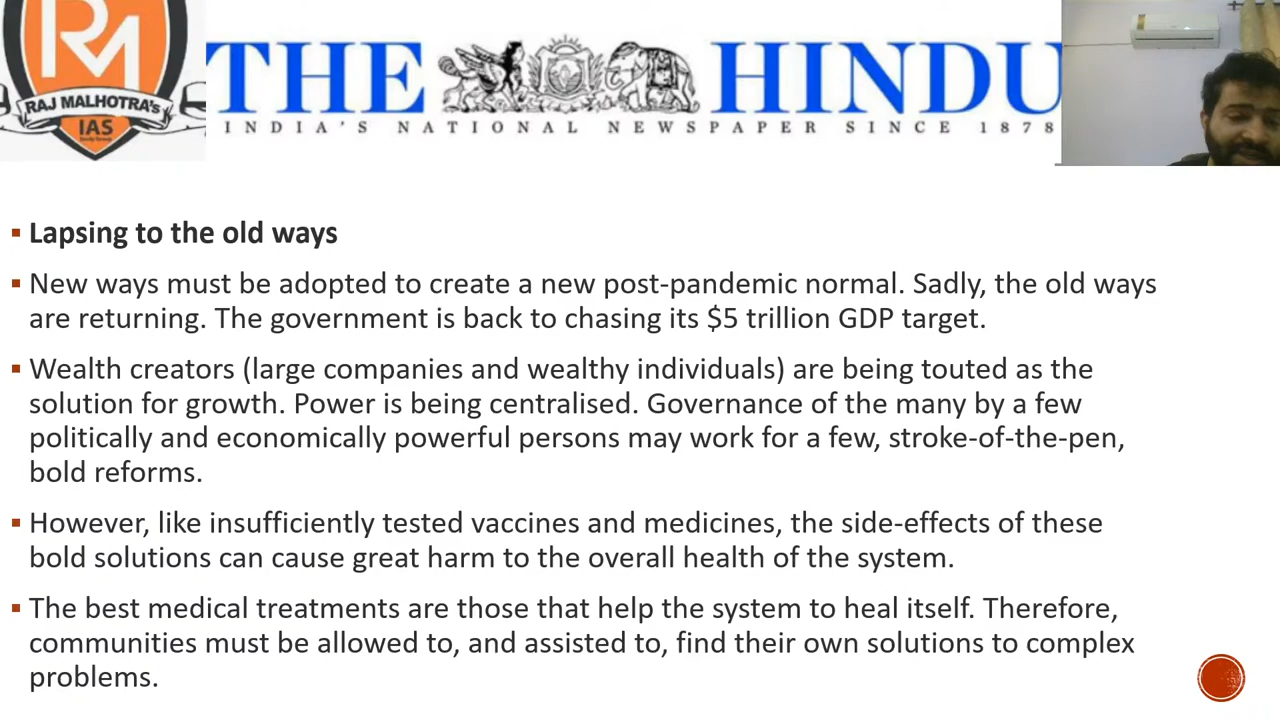 RM
RAJ MALHOTRA's
IAS
THE HINDU
INDIA'S NATIONAL NEWSPAPER SINCE 1878
Lapsing to the old ways
New ways must be adopted to create a new post-pandemic normal. Sadly, the old ways
are returning. The government is back to chasing its $5 trillion GDP target.
Wealth creators (large companies and wealthy individuals) are being touted as the
solution for growth. Power is being centralised. Governance of the many by a few
politically and economically powerful persons may work for a few, stroke-of-the-pen,
bold reforms.
However, like insufficiently tested vaccines and medicines, the side-effects of these
bold solutions can cause great harm to the overall health of the system.
The best medical treatments are those that help the system to heal itself. Therefore,
communities must be allowed to, and assisted to, find their own solutions to complex
problems.